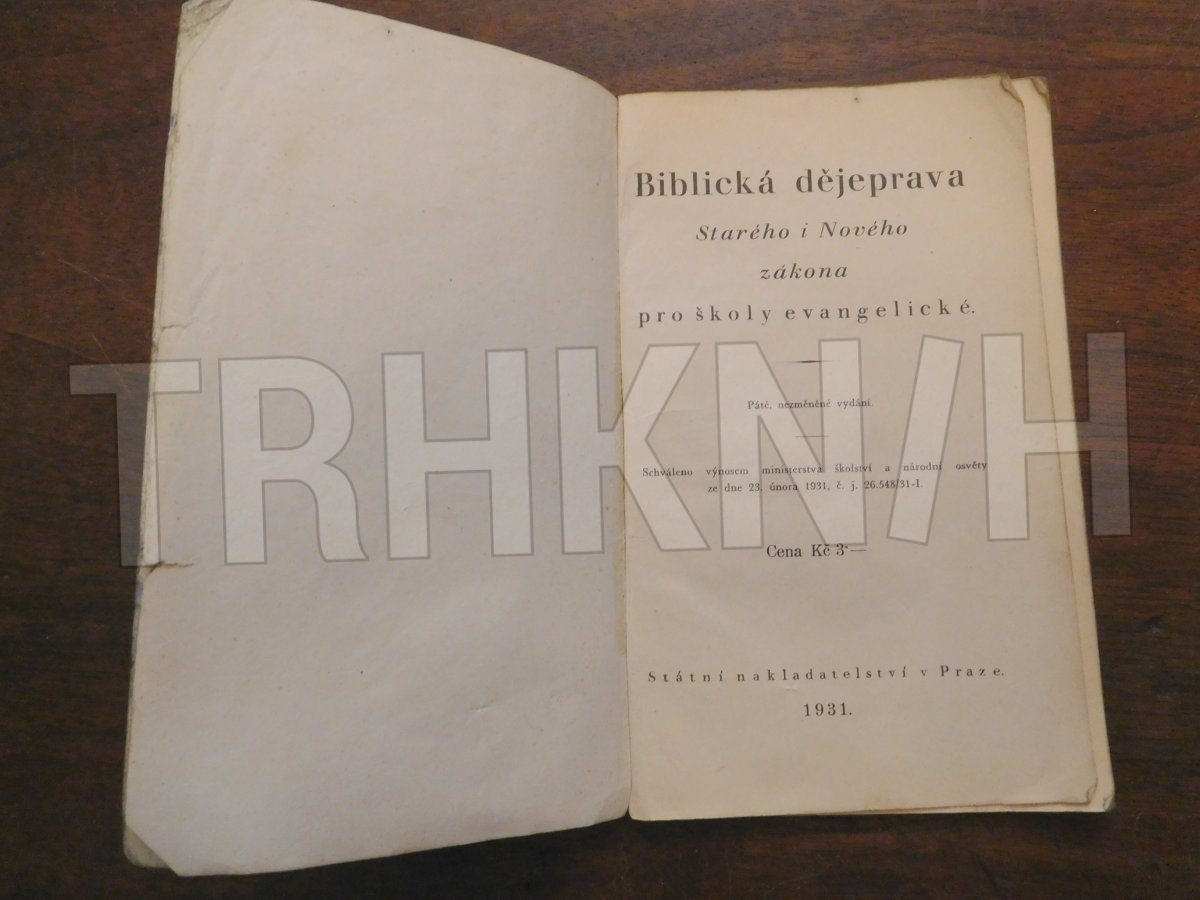 Biblická dějeprava
Starého i Nového
zákona
pro školy evangelické.
Páté, nezměněné vydání.
Schváleno výnosem ministerstva školství a národní osvěty
ze dne 23. února 1931, č. j. 26.548/31-I.
Cena Kč 3·—
Státní nakladatelství v Praze.
1931.
TRHKN/H